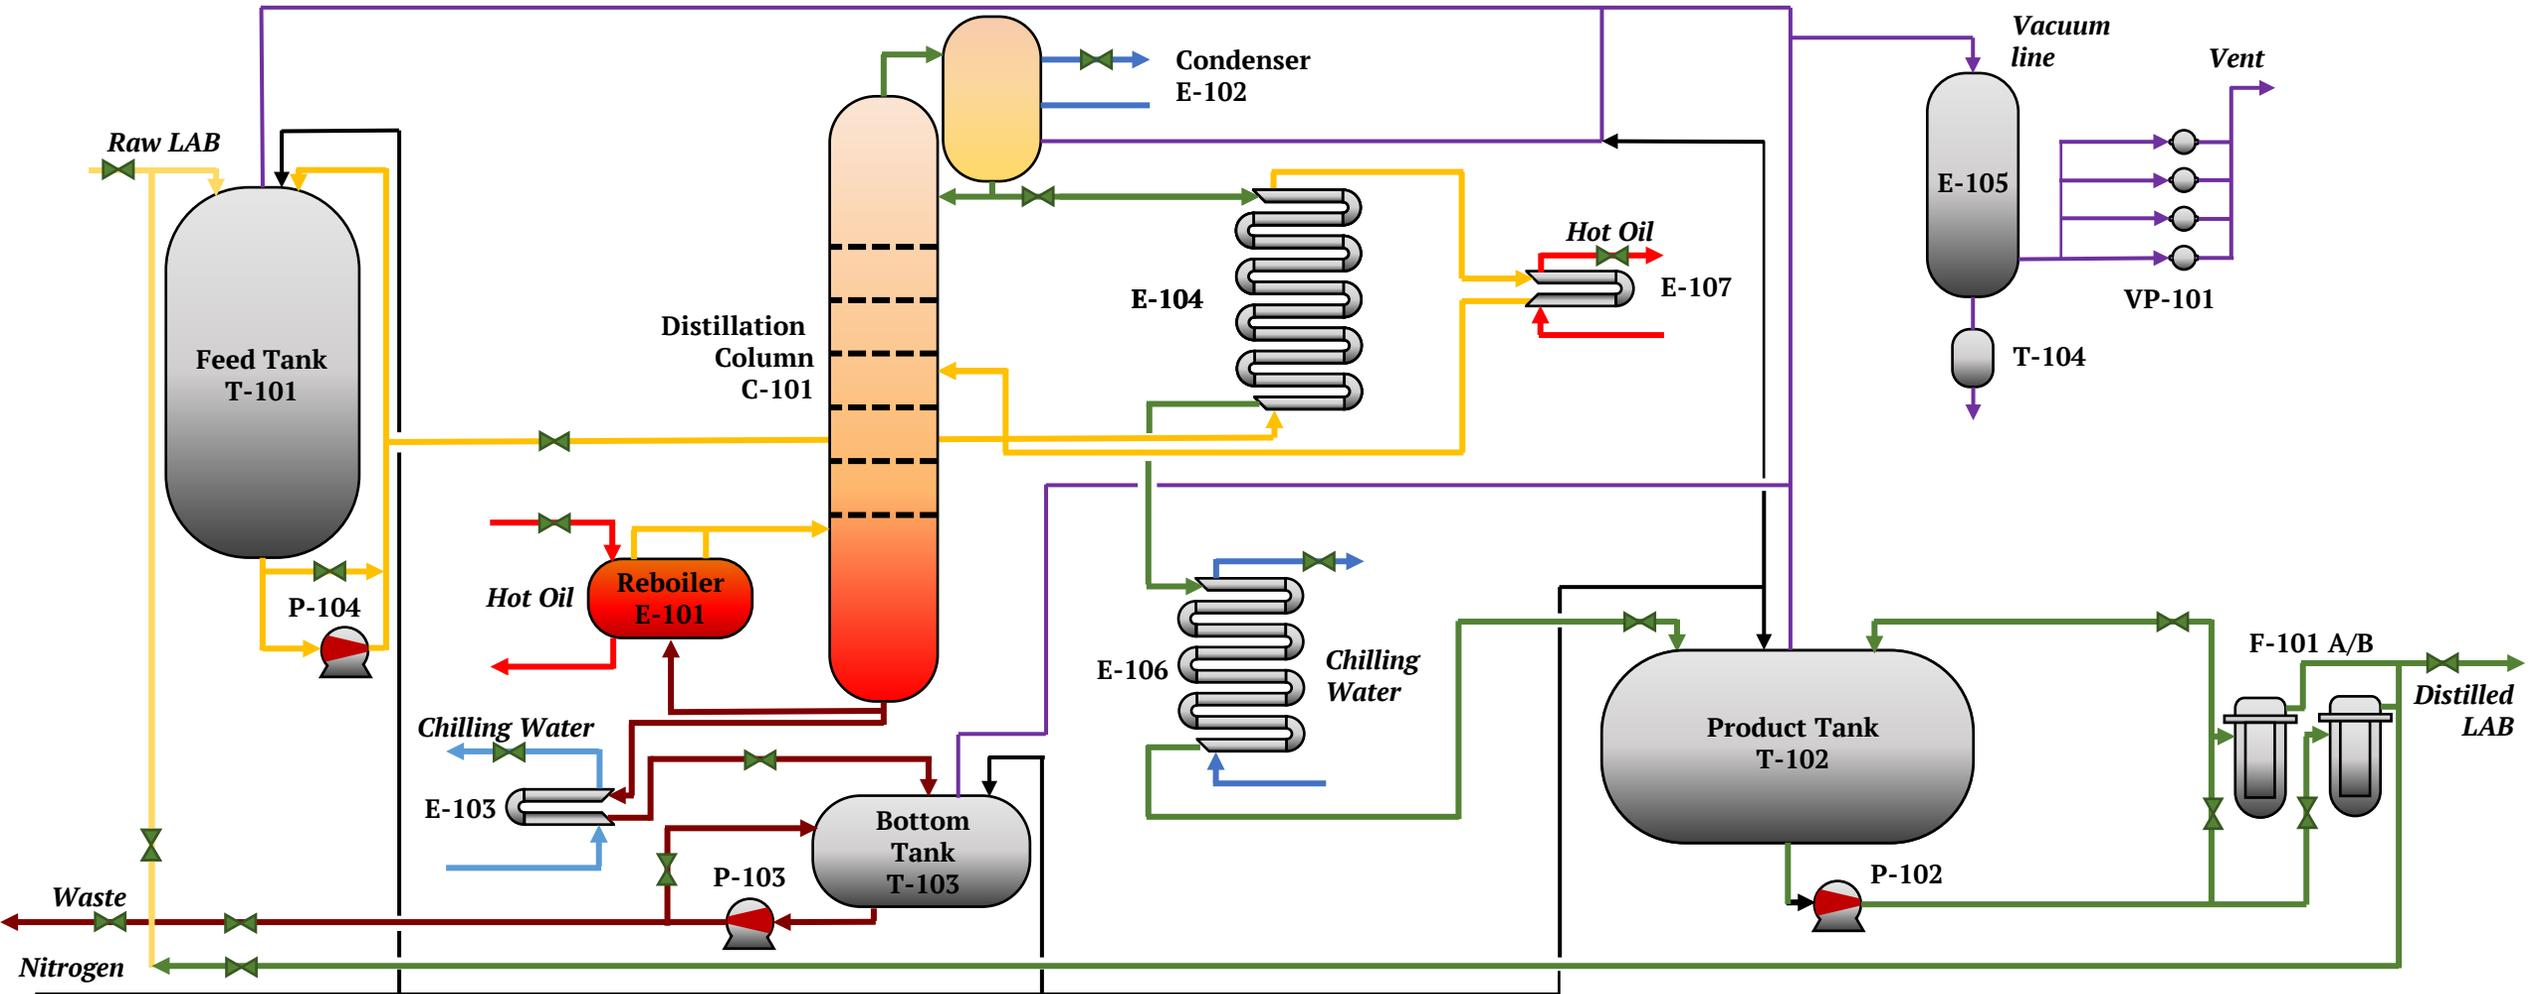 Vacuum
line
Vent
Condenser
E-102
Raw LAB
E-105
Hot Oil
E-107
E-104
VP-101
Distillation
Column
C-101
Feed Tank
T-101
T-104
Reboiler
E-101
Hot Oil
P-104
F-101 A/B
E-106
Chilling
Water
Distilled
LAB
Product Tank
T-102
Chilling Water
E-103
Bottom
Tank
T-103
P-103
P-102
Waste
Nitrogen